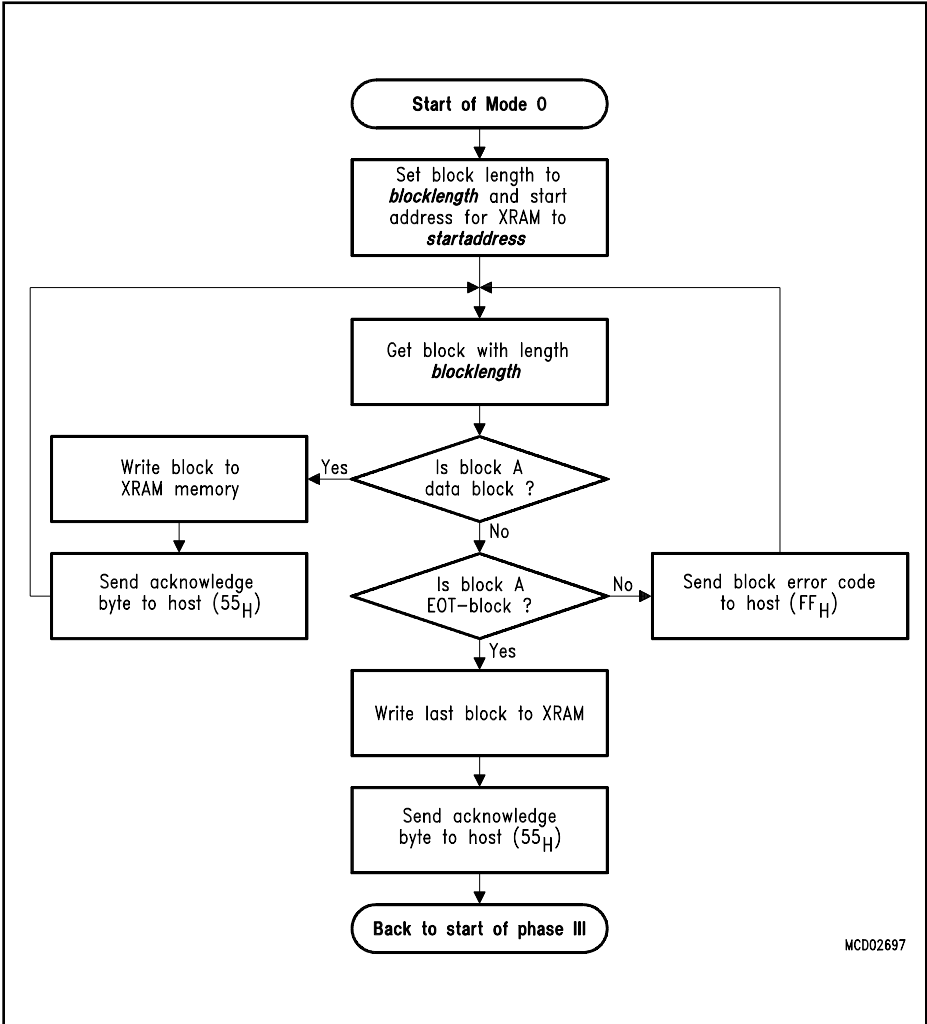 Start of Mode 0
Set block length to
blocklength and start
address for XRAM to
startaddress
Get block with length
blocklength
Is block A
data block ?
Yes
Write block to
XRAM memory
No
Send acknowledge
byte to host (55H)
Is block A
EOT-block ?
No
Send block error code
to host (FFH)
Yes
Write last block to XRAM
Send acknowledge
byte to host (55H)
Back to start of phase III
MCD02697